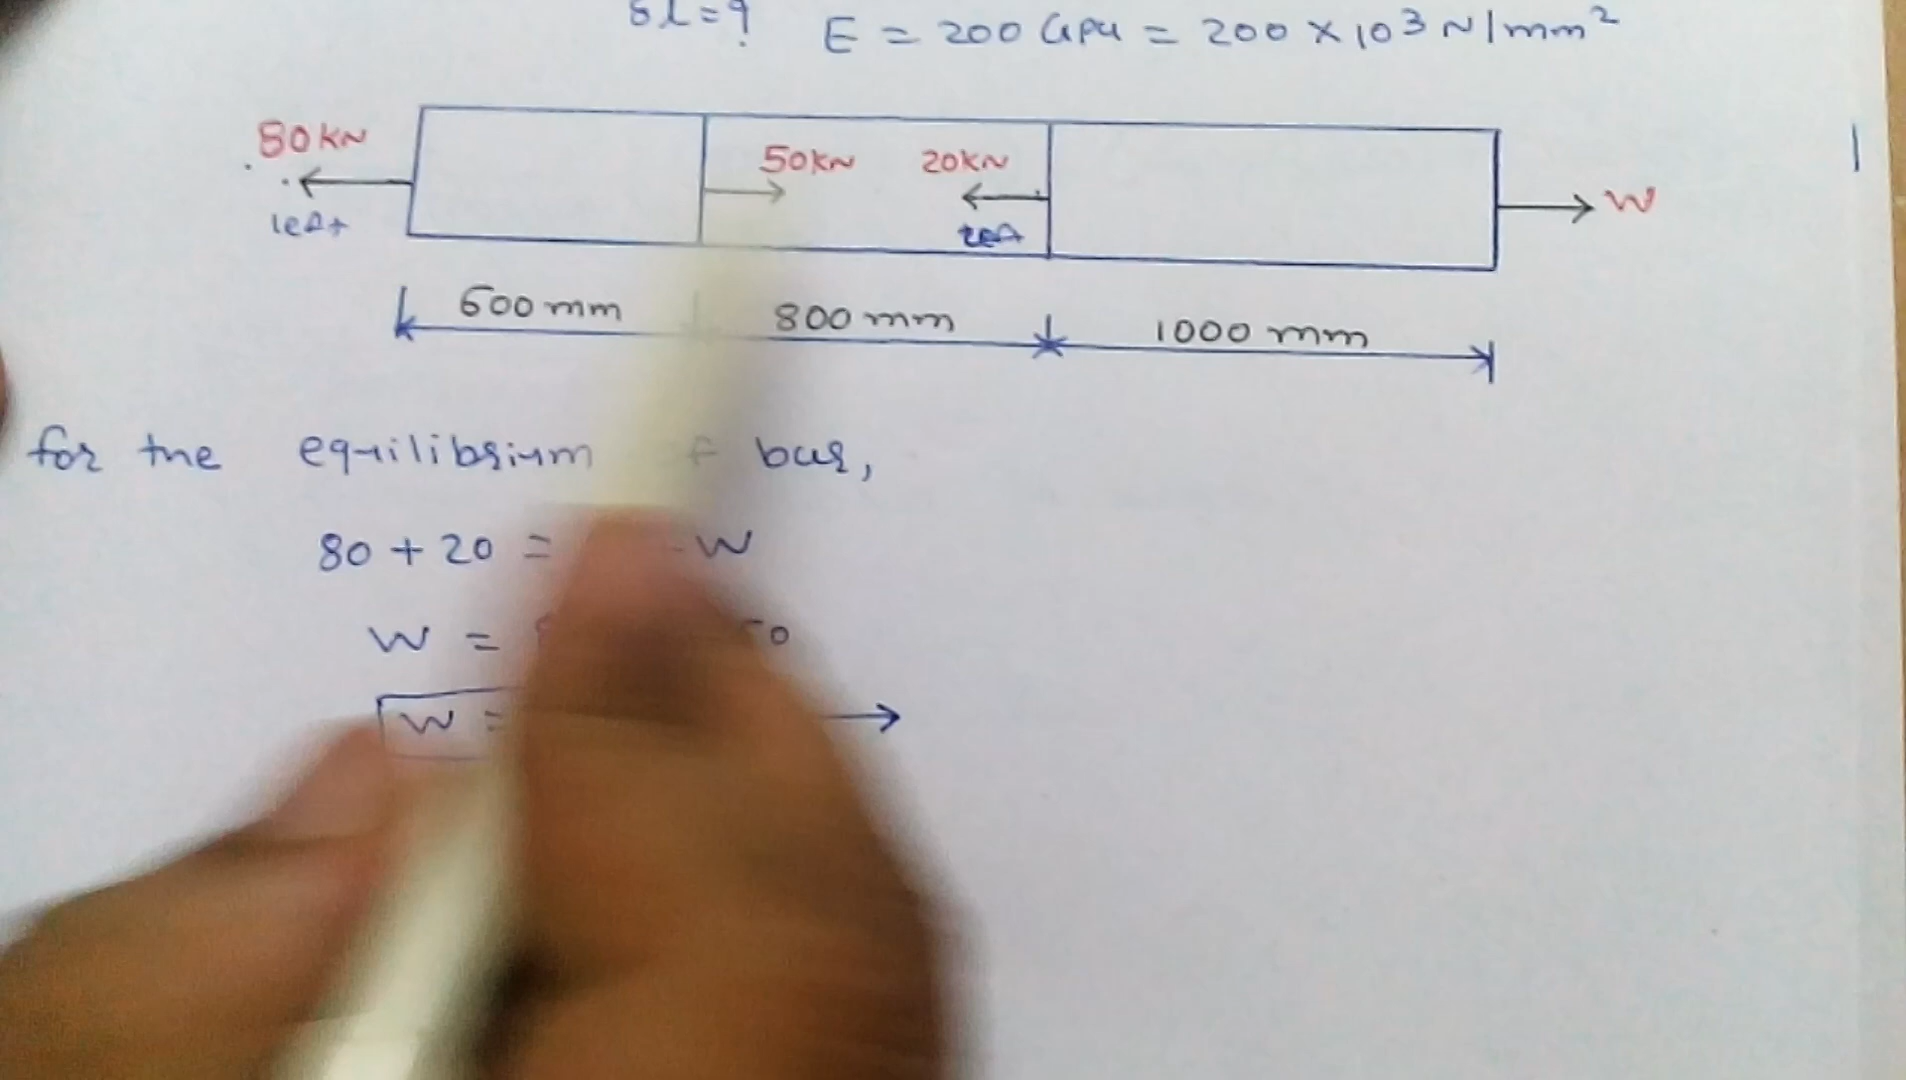 δL = ? E = 200 GPa = 200 × 10³ N/mm²
80KN 50KN 20KN W
left left
600 mm 800 mm 1000 mm
for the equilibrium bar,
80 + 20 = W
W =
W = →